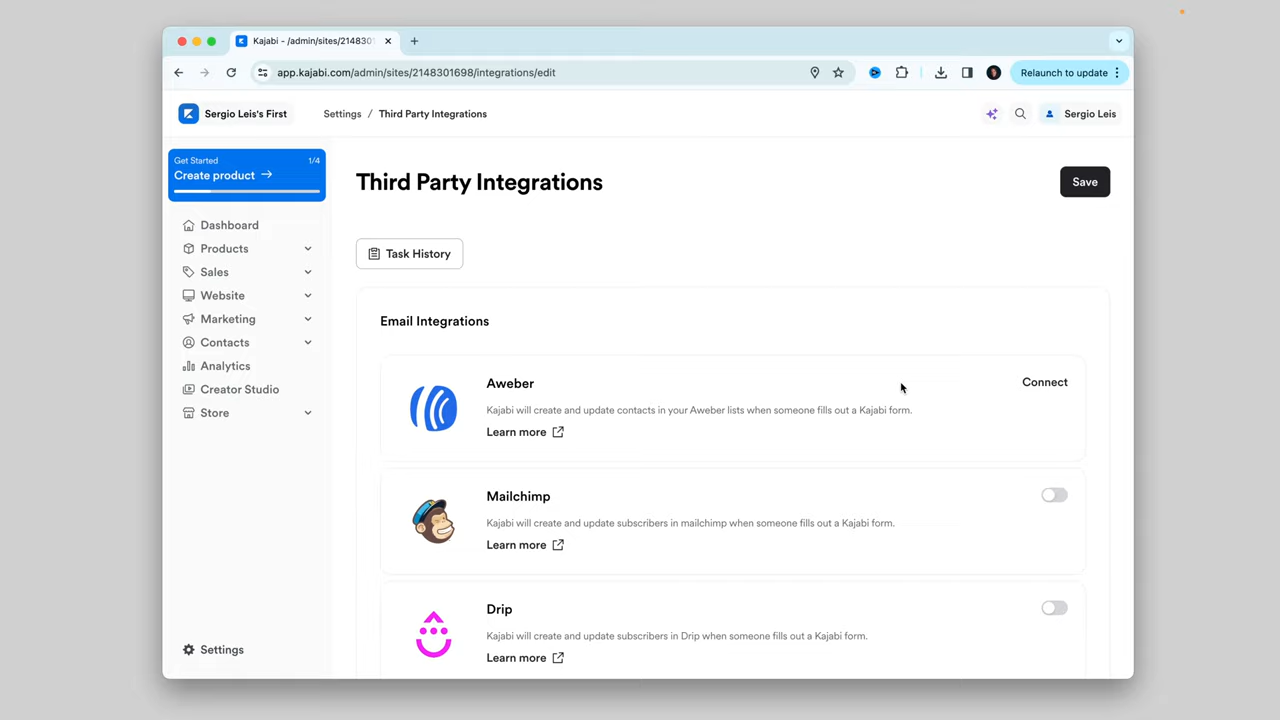 Kajabi - /admin/sites/2148301
app.kajabi.com/admin/sites/2148301698/integrations/edit
Relaunch to update
Sergio Leis's First
Settings / Third Party Integrations
Sergio Leis
Get Started 1/4
Create product →
Dashboard
Products
Sales
Website
Marketing
Contacts
Analytics
Creator Studio
Store
Settings
Third Party Integrations
Save
Task History
Email Integrations
Aweber
Connect
Kajabi will create and update contacts in your Aweber lists when someone fills out a Kajabi form.
Learn more
Mailchimp
Kajabi will create and update subscribers in mailchimp when someone fills out a Kajabi form.
Learn more
Drip
Kajabi will create and update subscribers in Drip when someone fills out a Kajabi form.
Learn more